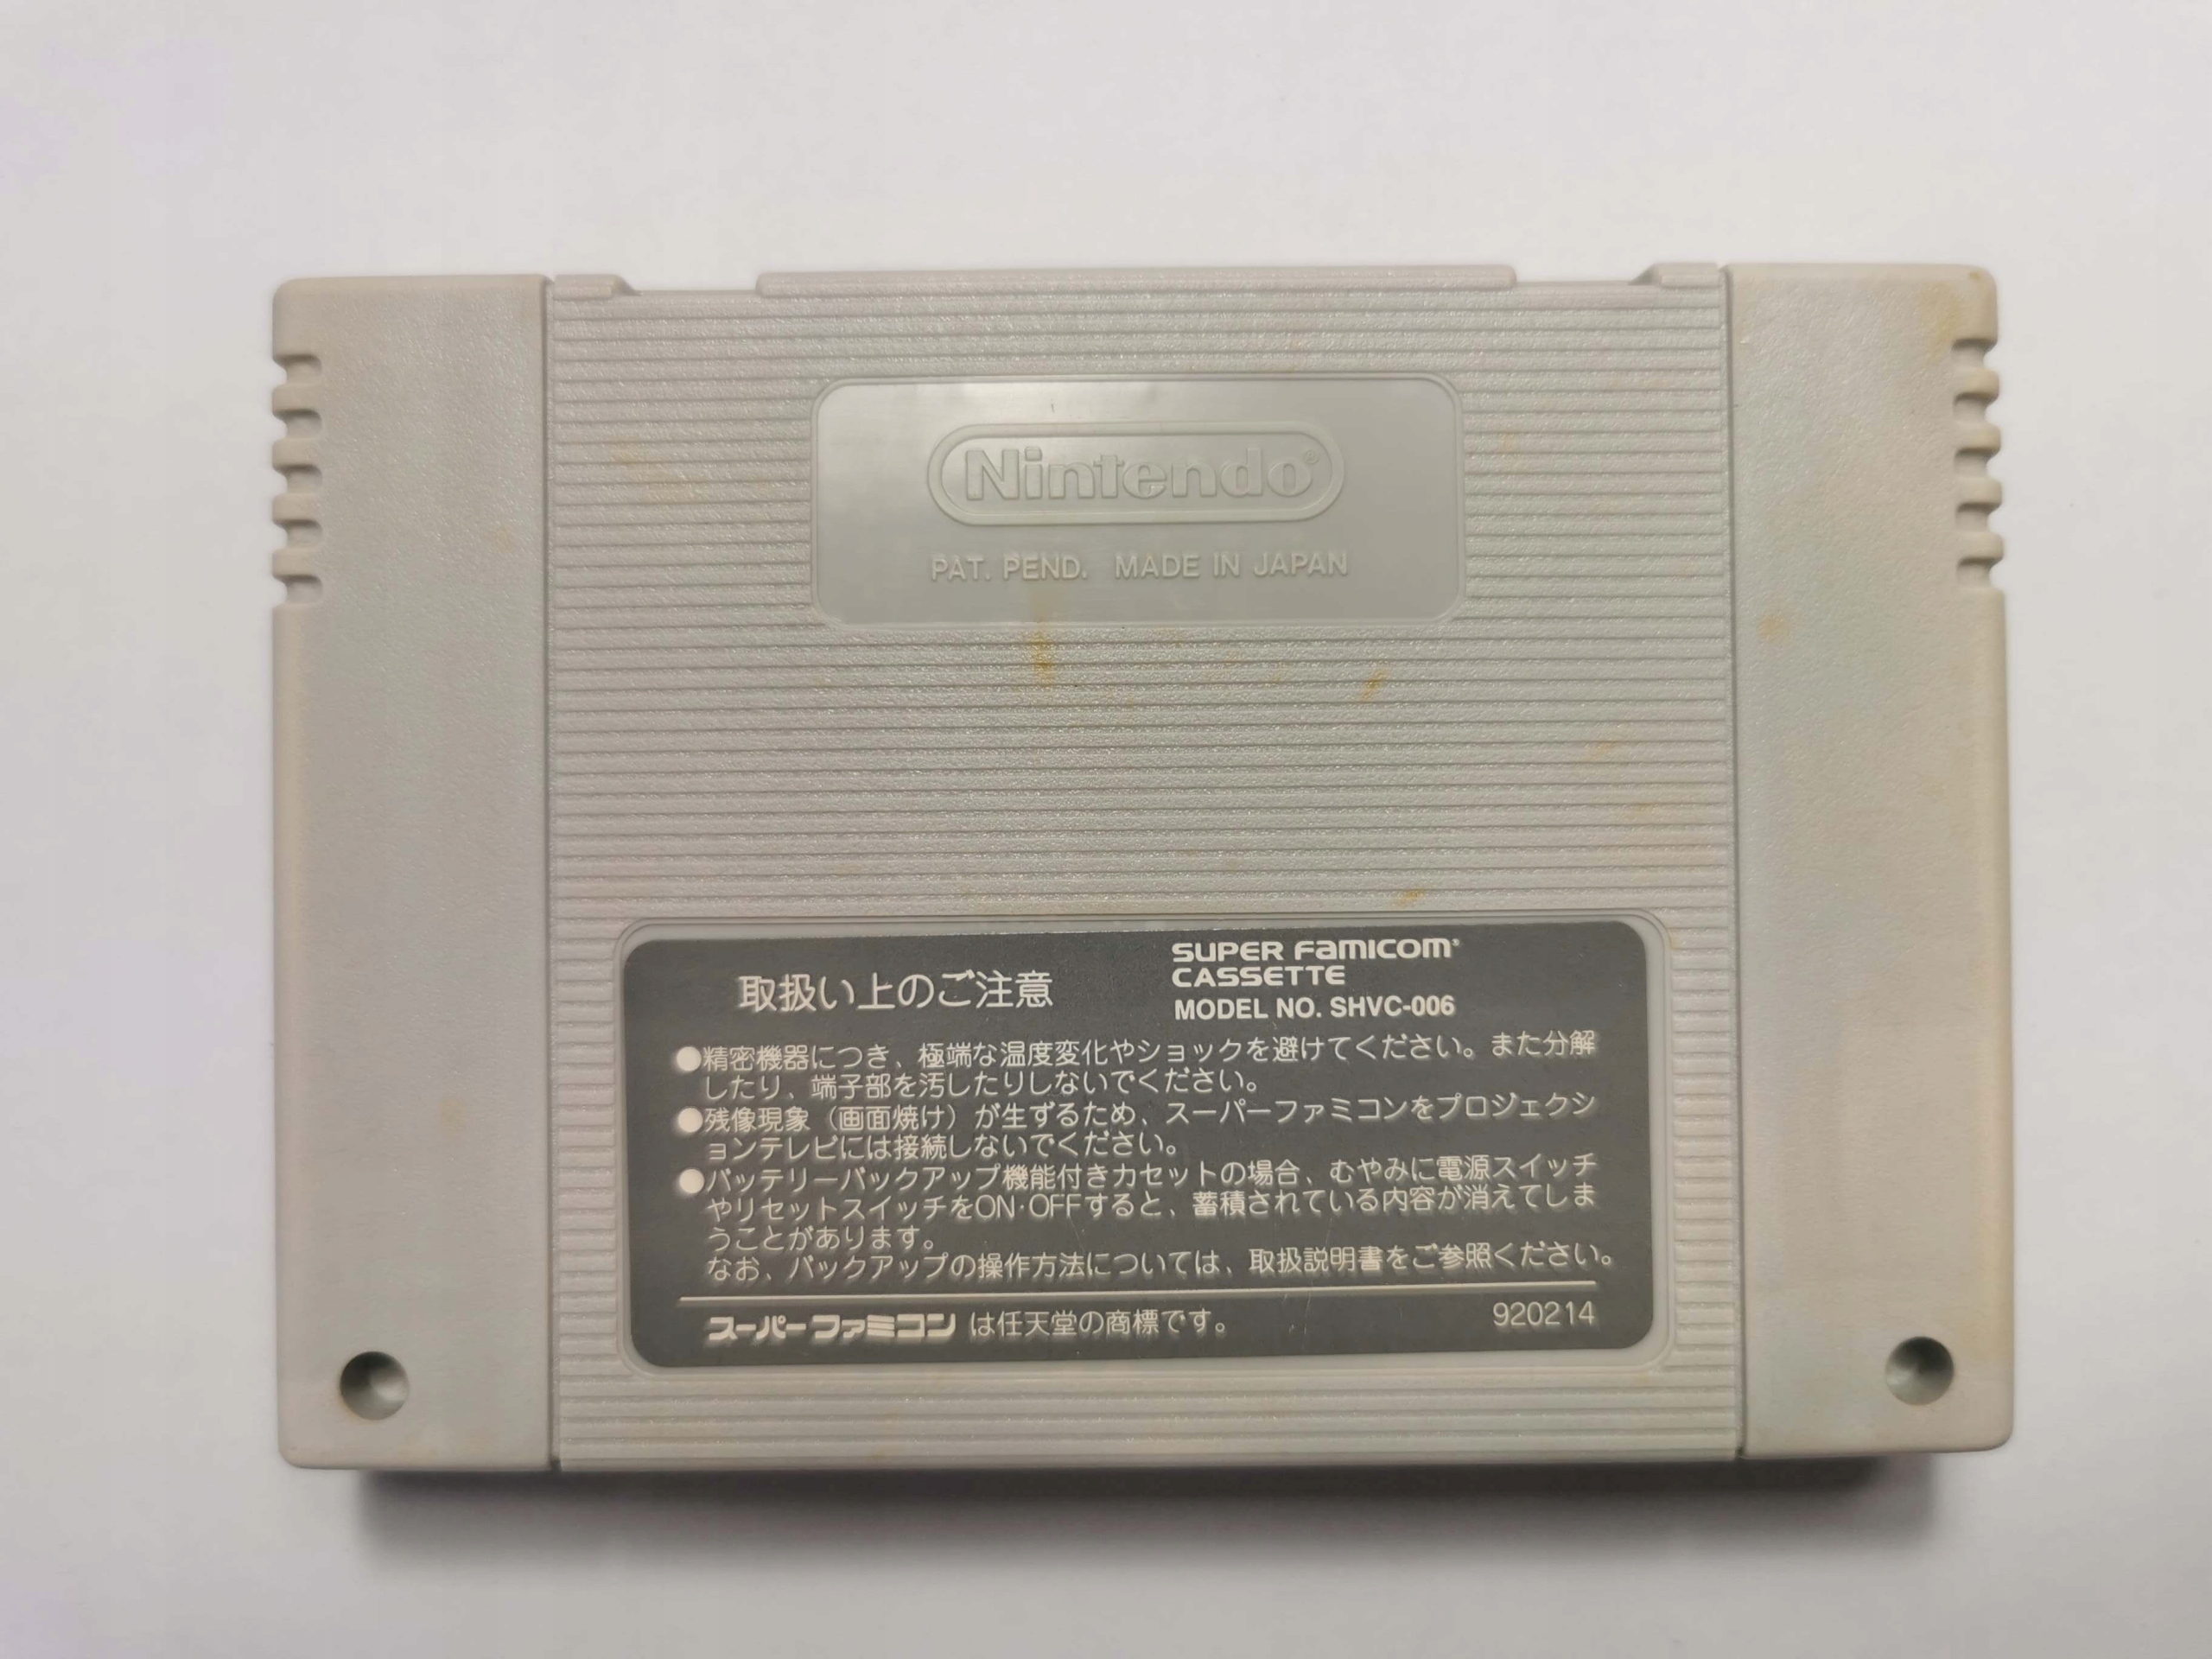 Nintendo®
PAT. PEND. MADE IN JAPAN
取扱い上のご注意
SUPER FAMICOM®
CASSETTE
MODEL NO. SHVC-006
●精密機器につき、極端な温度変化やショックを避けてください。また分解
したり、端子部を汚したりしないでください。
●残像現象（画面焼け）が生ずるため、スーパーファミコンをプロジェクシ
ョンテレビには接続しないでください。
●バッテリーバックアップ機能付きカセットの場合、むやみに電源スイッチ
やリセットスイッチをON·OFFすると、蓄積されている内容が消えてしま
うことがあります。
なお、バックアップの操作方法については、取扱説明書をご参照ください。
スーパーファミコン は任天堂の商標です。
920214